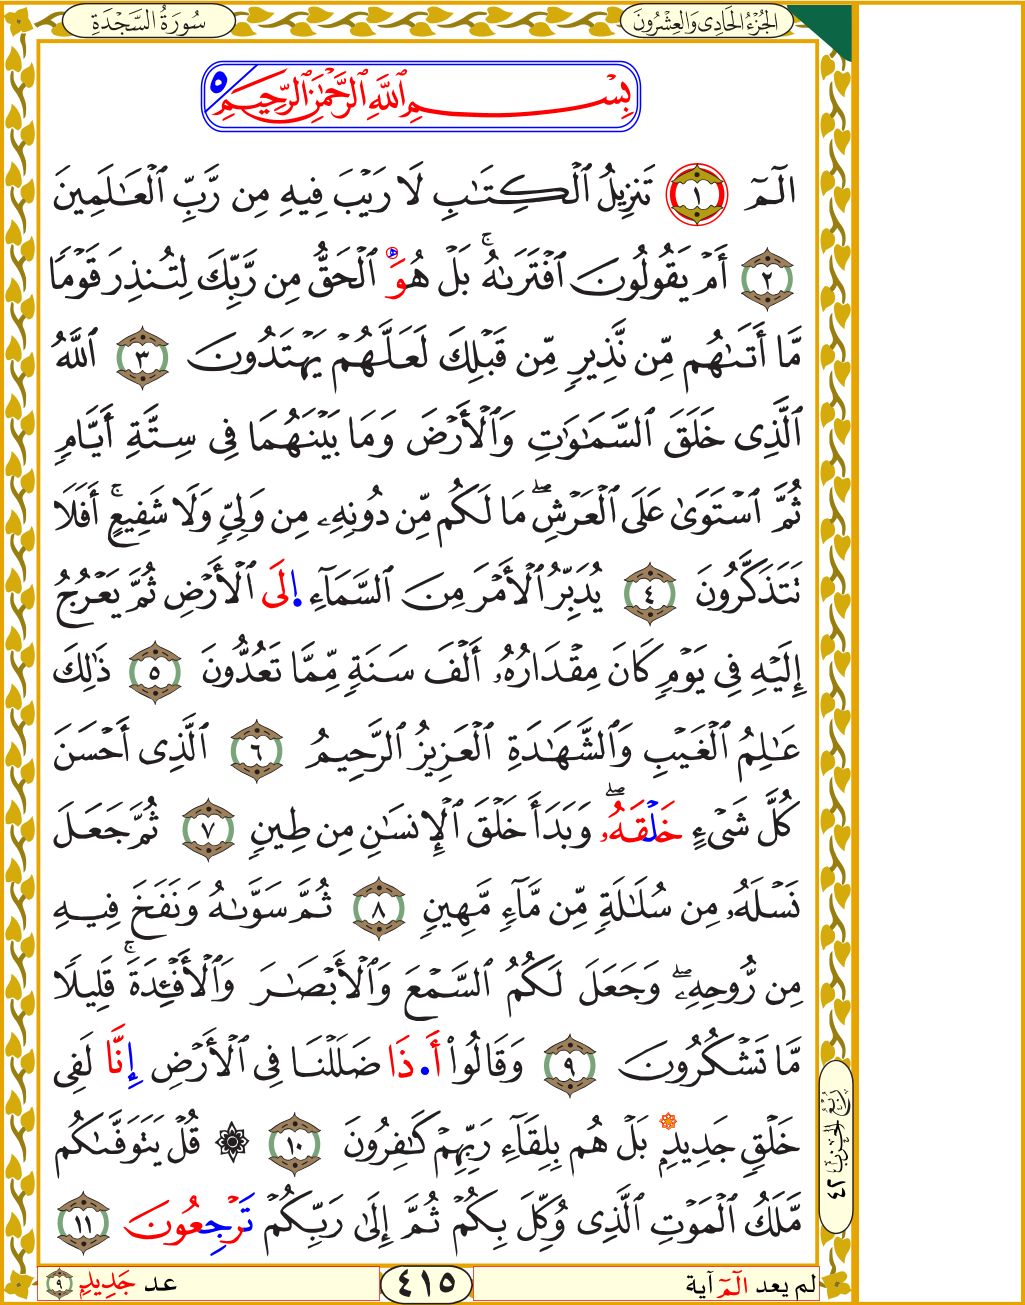 الجُزْءُ الحَادِى وَالعِشْرُونَ
سُورَةُ السَّجْدَةِ
بِسْمِ ٱللَّهِ ٱلرَّحْمَٰنِ ٱلرَّحِيمِ ٥
الٓمٓ ١ تَنزِيلُ ٱلْكِتَٰبِ لَا رَيْبَ فِيهِ مِن رَّبِّ ٱلْعَٰلَمِينَ
٢ أَمْ يَقُولُونَ ٱفْتَرَىٰهُ ۚ بَلْ هُوَ ٱلْحَقُّ مِن رَّبِّكَ لِتُنذِرَ قَوْمًا
مَّا أَتَىٰهُم مِّن نَّذِيرٍ مِّن قَبْلِكَ لَعَلَّهُمْ يَهْتَدُونَ ٣ ٱللَّهُ
ٱلَّذِى خَلَقَ ٱلسَّمَٰوَٰتِ وَٱلْأَرْضَ وَمَا بَيْنَهُمَا فِى سِتَّةِ أَيَّامٍ
ثُمَّ ٱسْتَوَىٰ عَلَى ٱلْعَرْشِ ۖ مَا لَكُم مِّن دُونِهِۦ مِن وَلِىٍّ وَلَا شَفِيعٍ ۚ أَفَلَا
تَتَذَكَّرُونَ ٤ يُدَبِّرُ ٱلْأَمْرَ مِنَ ٱلسَّمَآءِ ا۪لَى ٱلْأَرْضِ ثُمَّ يَعْرُجُ
إِلَيْهِ فِى يَوْمٍ كَانَ مِقْدَارُهُۥ أَلْفَ سَنَةٍ مِّمَّا تَعُدُّونَ ٥ ذَٰلِكَ
عَٰلِمُ ٱلْغَيْبِ وَٱلشَّهَٰدَةِ ٱلْعَزِيزُ ٱلرَّحِيمُ ٦ ٱلَّذِى أَحْسَنَ
كُلَّ شَىْءٍ خَلْقَهُۥ ۖ وَبَدَأَ خَلْقَ ٱلْإِنسَٰنِ مِن طِينٍ ٧ ثُمَّ جَعَلَ
نَسْلَهُۥ مِن سُلَٰلَةٍ مِّن مَّآءٍ مَّهِينٍ ٨ ثُمَّ سَوَّىٰهُ وَنَفَخَ فِيهِ
مِن رُّوحِهِۦ ۖ وَجَعَلَ لَكُمُ ٱلسَّمْعَ وَٱلْأَبْصَٰرَ وَٱلْأَفْـِٔدَةَ ۚ قَلِيلًا
مَّا تَشْكُرُونَ ٩ وَقَالُوا۟ أَ•ذَا ضَلَلْنَا فِى ٱلْأَرْضِ إِنَّا لَفِى
خَلْقٍ جَدِيدٍ بَلْ هُم بِلِقَآءِ رَبِّهِمْ كَٰفِرُونَ ١٠ ۞ قُلْ يَتَوَفَّىٰكُم
مَّلَكُ ٱلْمَوْتِ ٱلَّذِى وُكِّلَ بِكُمْ ثُمَّ إِلَىٰ رَبِّكُمْ تَرْجِعُونَ ١١
رُبْعُ الحِزْبِ ٤٢
لم يعد الٓمٓ آية
٤١٥
عد جَدِيدٍ ٩